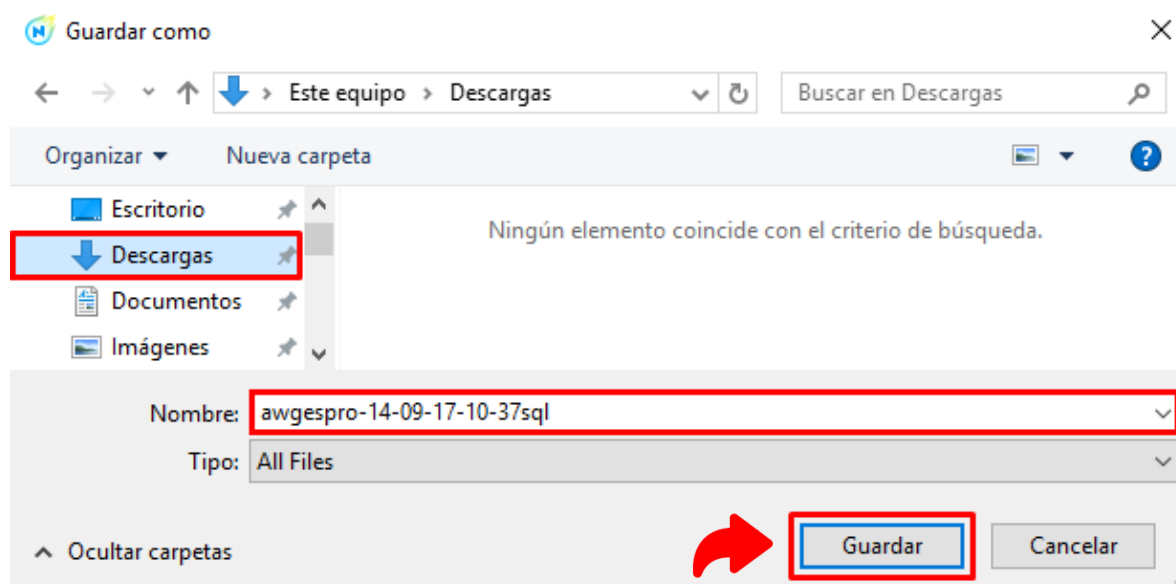 Guardar como
Este equipo > Descargas
Buscar en Descargas
Organizar
Nueva carpeta
Escritorio
Descargas
Documentos
Imágenes
Ningún elemento coincide con el criterio de búsqueda.
Nombre: awgespro-14-09-17-10-37sql
Tipo: All Files
Ocultar carpetas
Guardar
Cancelar